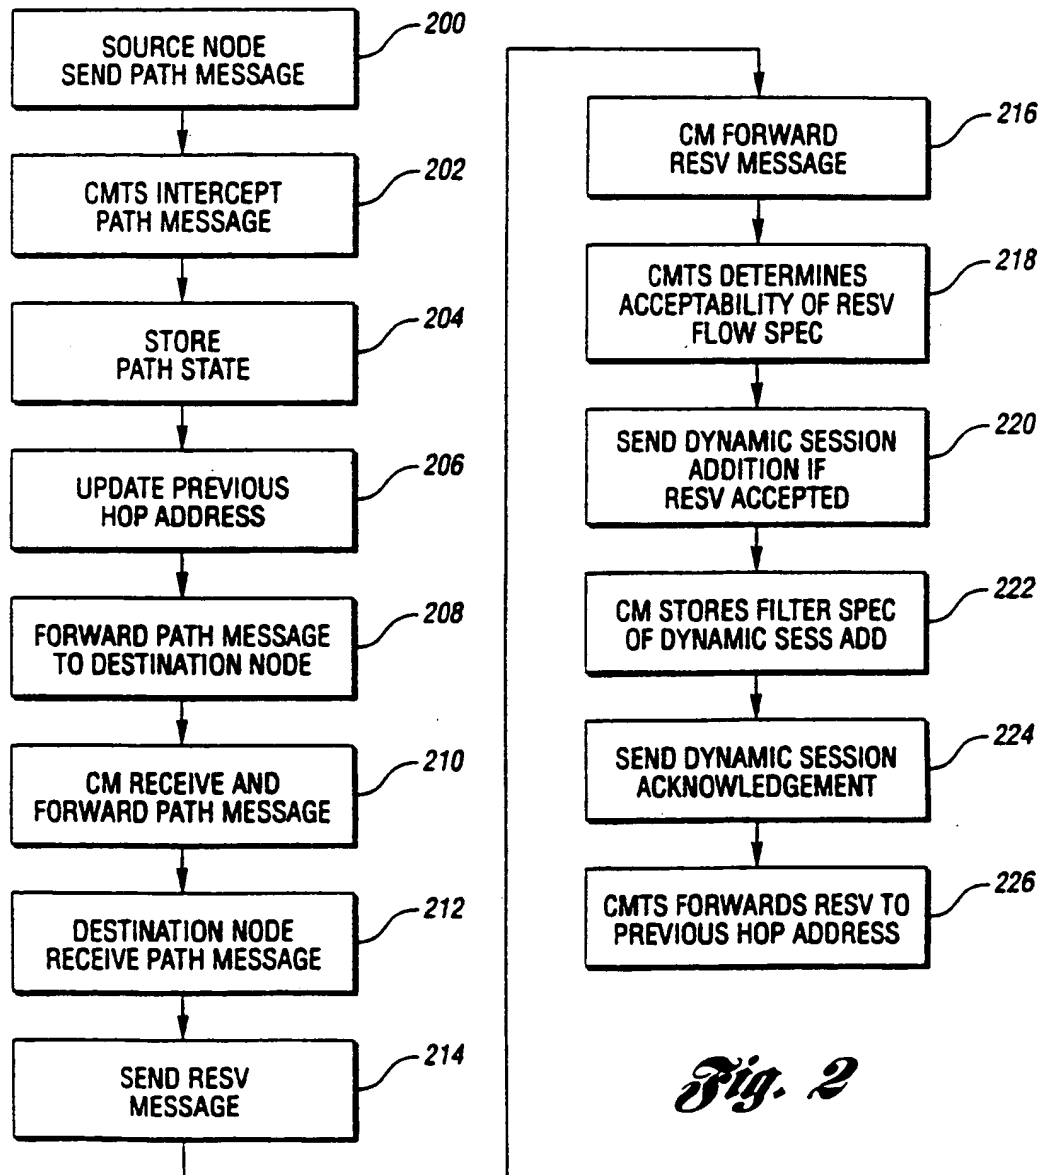 SOURCE NODE
SEND PATH MESSAGE
200
CMTS INTERCEPT
PATH MESSAGE
202
STORE
PATH STATE
204
UPDATE PREVIOUS
HOP ADDRESS
206
FORWARD PATH MESSAGE
TO DESTINATION NODE
208
CM RECEIVE AND
FORWARD PATH MESSAGE
210
DESTINATION NODE
RECEIVE PATH MESSAGE
212
SEND RESV
MESSAGE
214
CM FORWARD
RESV MESSAGE
216
CMTS DETERMINES
ACCEPTABILITY OF RESV
FLOW SPEC
218
SEND DYNAMIC SESSION
ADDITION IF
RESV ACCEPTED
220
CM STORES FILTER SPEC
OF DYNAMIC SESS ADD
222
SEND DYNAMIC SESSION
ACKNOWLEDGEMENT
224
CMTS FORWARDS RESV TO
PREVIOUS HOP ADDRESS
226
Fig. 2